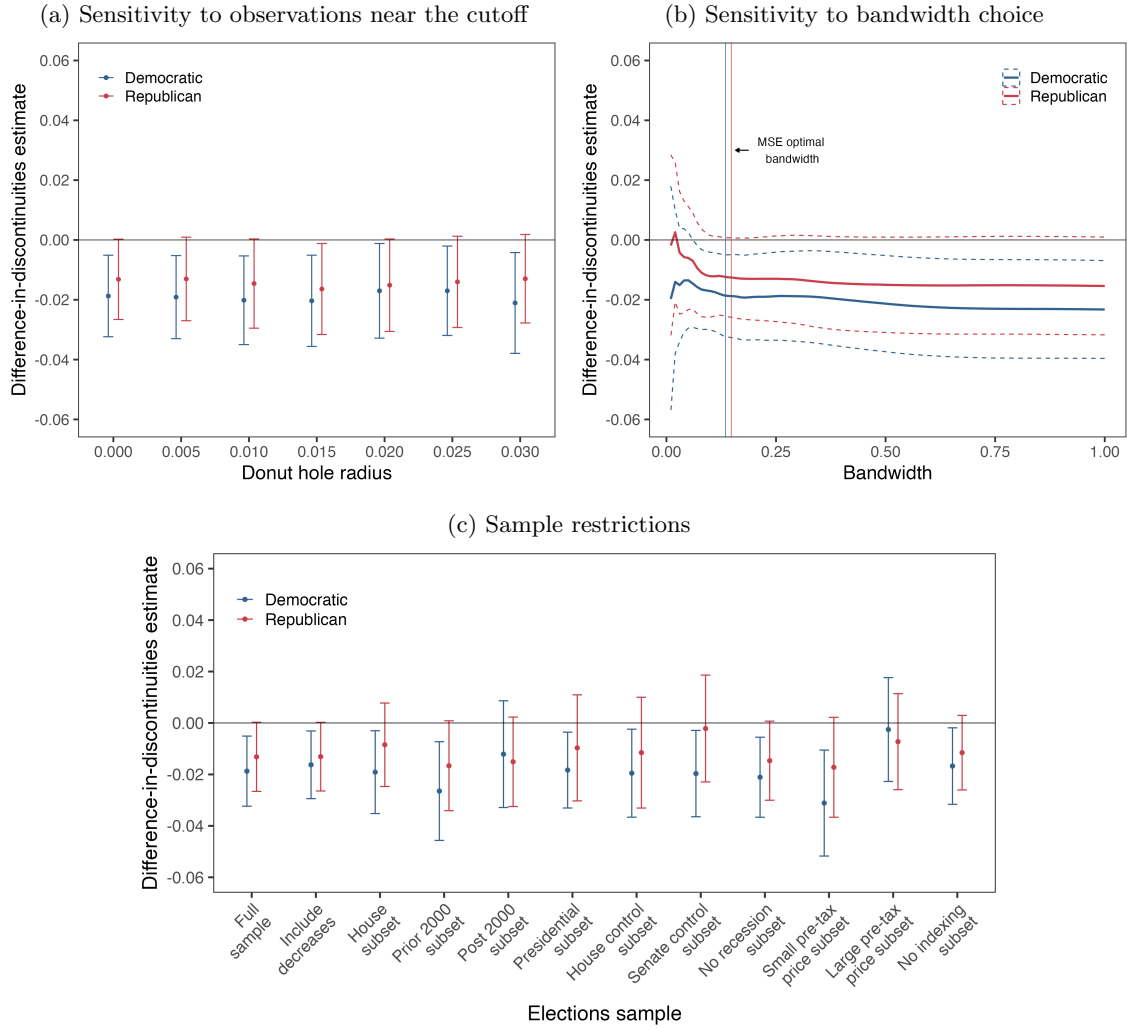 (a) Sensitivity to observations near the cutoff
Difference-in-discontinuities estimate
0.06
0.04
0.02
0.00
-0.02
-0.04
-0.06
Democratic
Republican
0.000 0.005 0.010 0.015 0.020 0.025 0.030
Donut hole radius
(b) Sensitivity to bandwidth choice
Difference-in-discontinuities estimate
0.06
0.04
0.02
0.00
-0.02
-0.04
-0.06
Democratic
Republican
MSE optimal
bandwidth
0.00 0.25 0.50 0.75 1.00
Bandwidth
(c) Sample restrictions
Difference-in-discontinuities estimate
0.06
0.04
0.02
0.00
-0.02
-0.04
-0.06
Democratic
Republican
Full
sample
Include
decreases
House
subset
Prior 2000
subset
Post 2000
subset
Presidential
subset
House control
subset
Senate control
subset
No recession
subset
Small pre-tax
price subset
Large pre-tax
price subset
No indexing
subset
Elections sample